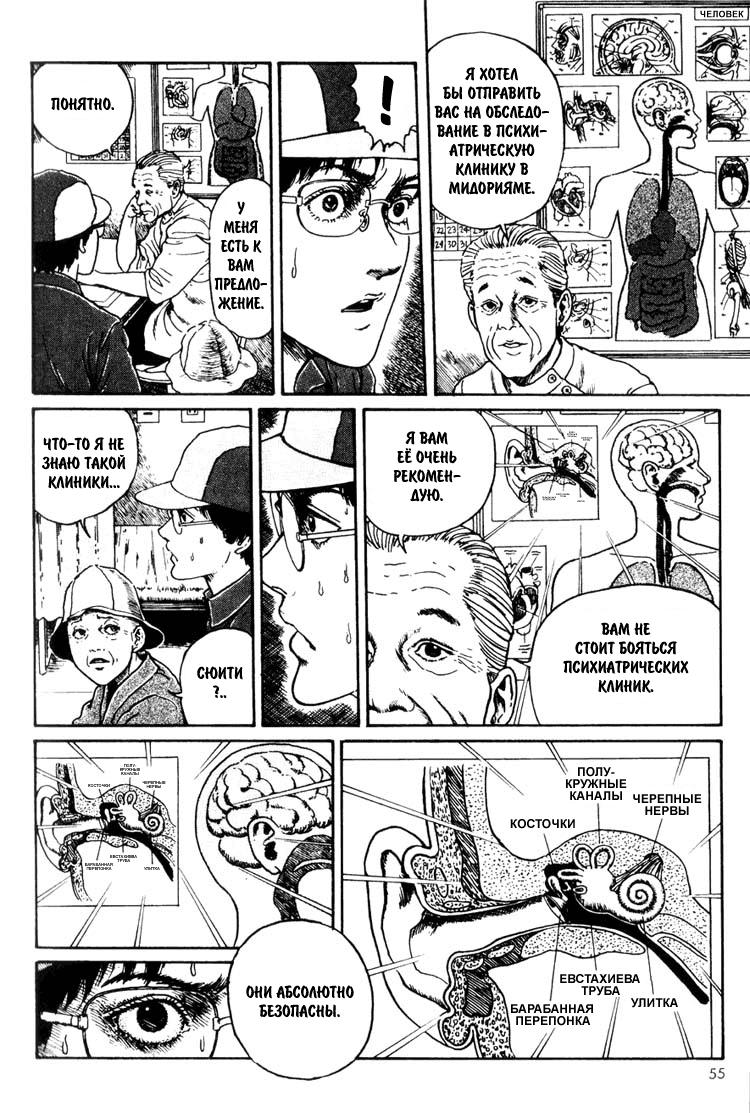 ПОНЯТНО.
У
МЕНЯ
ЕСТЬ К
ВАМ
ПРЕДЛО-
ЖЕНИЕ.
!
ЧЕЛОВЕК
Я ХОТЕЛ
БЫ ОТПРАВИТЬ
ВАС НА ОБСЛЕДО-
ВАНИЕ В ПСИХИ-
АТРИЧЕСКУЮ
КЛИНИКУ В
МИДОРИЯМЕ.
ЧТО-ТО Я НЕ
ЗНАЮ ТАКОЙ
КЛИНИКИ...
СЮИТИ
?..
Я ВАМ
ЕЁ ОЧЕНЬ
РЕКОМЕН-
ДУЮ.
ВАМ НЕ
СТОИТ БОЯТЬСЯ
ПСИХИАТРИЧЕСКИХ
КЛИНИК.
ПОЛУ-
КРУЖНЫЕ
КАНАЛЫ
КОСТОЧКИ
ЧЕРЕПНЫЕ
НЕРВЫ
ЕВСТАХИЕВА
ТРУБА
БАРАБАННАЯ
ПЕРЕПОНКА
УЛИТКА
ОНИ АБСОЛЮТНО
БЕЗОПАСНЫ.
ПОЛУ-
КРУЖНЫЕ
КАНАЛЫ
КОСТОЧКИ
ЧЕРЕПНЫЕ
НЕРВЫ
ЕВСТАХИЕВА
ТРУБА
БАРАБАННАЯ
ПЕРЕПОНКА
УЛИТКА
55